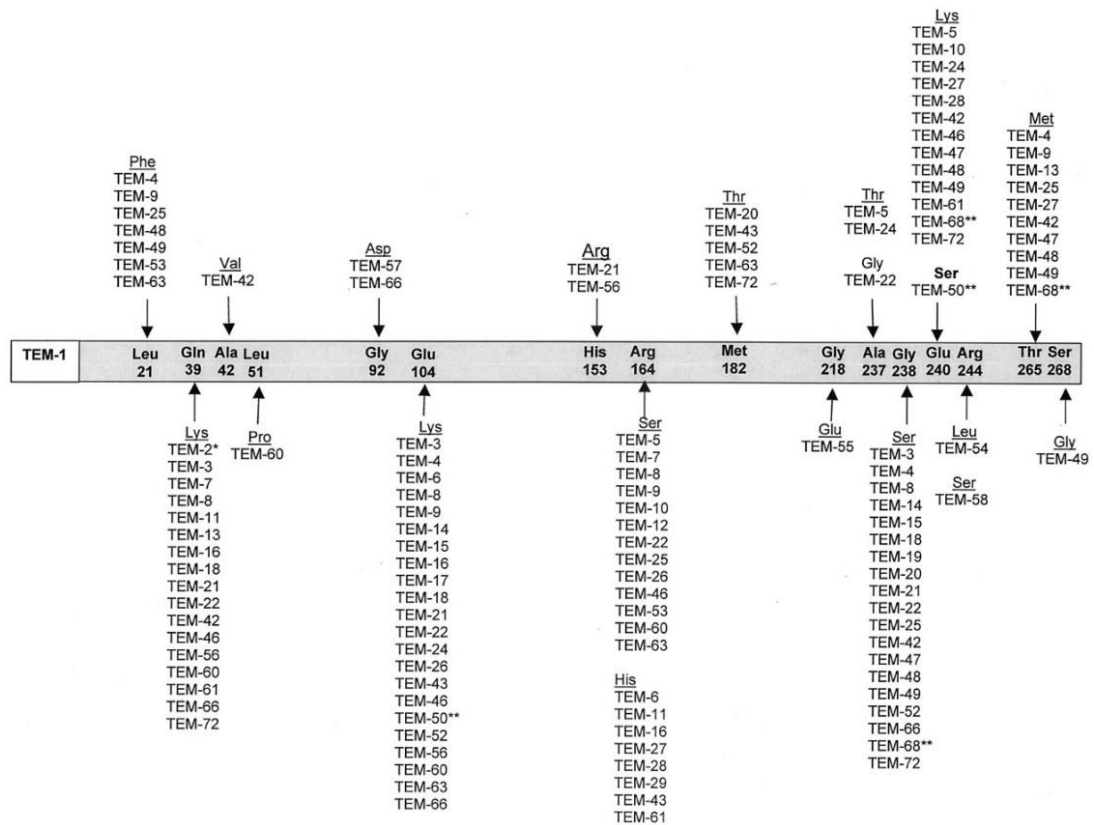 Phe
TEM-4
TEM-9
TEM-25
TEM-48
TEM-49
TEM-53
TEM-63
Val
TEM-42
Asp
TEM-57
TEM-66
Arg
TEM-21
TEM-56
Thr
TEM-20
TEM-43
TEM-52
TEM-63
TEM-72
Thr
TEM-5
TEM-24
Gly
TEM-22
Lys
TEM-5
TEM-10
TEM-24
TEM-27
TEM-28
TEM-42
TEM-46
TEM-47
TEM-48
TEM-49
TEM-61
TEM-68**
TEM-72
Ser
TEM-50**
Met
TEM-4
TEM-9
TEM-13
TEM-25
TEM-27
TEM-42
TEM-47
TEM-48
TEM-49
TEM-68**
TEM-1
Leu Gln Ala Leu Gly Glu His Arg Met Gly Ala Gly Glu Arg Thr Ser
21 39 42 51 92 104 153 164 182 218 237 238 240 244 265 268
Lys
TEM-2*
TEM-3
TEM-7
TEM-8
TEM-11
TEM-13
TEM-16
TEM-18
TEM-21
TEM-22
TEM-42
TEM-46
TEM-56
TEM-60
TEM-61
TEM-66
TEM-72
Pro
TEM-60
Lys
TEM-3
TEM-4
TEM-6
TEM-8
TEM-9
TEM-14
TEM-15
TEM-16
TEM-17
TEM-18
TEM-21
TEM-22
TEM-24
TEM-26
TEM-43
TEM-46
TEM-50**
TEM-52
TEM-56
TEM-60
TEM-63
TEM-66
Ser
TEM-5
TEM-7
TEM-8
TEM-9
TEM-10
TEM-12
TEM-22
TEM-25
TEM-26
TEM-46
TEM-53
TEM-60
TEM-63
His
TEM-6
TEM-11
TEM-16
TEM-27
TEM-28
TEM-29
TEM-43
TEM-61
Glu
TEM-55
Ser
TEM-3
TEM-4
TEM-8
TEM-14
TEM-15
TEM-18
TEM-19
TEM-20
TEM-21
TEM-22
TEM-25
TEM-42
TEM-47
TEM-48
TEM-49
TEM-52
TEM-66
TEM-68**
TEM-72
Leu
TEM-54
Ser
TEM-58
Gly
TEM-49